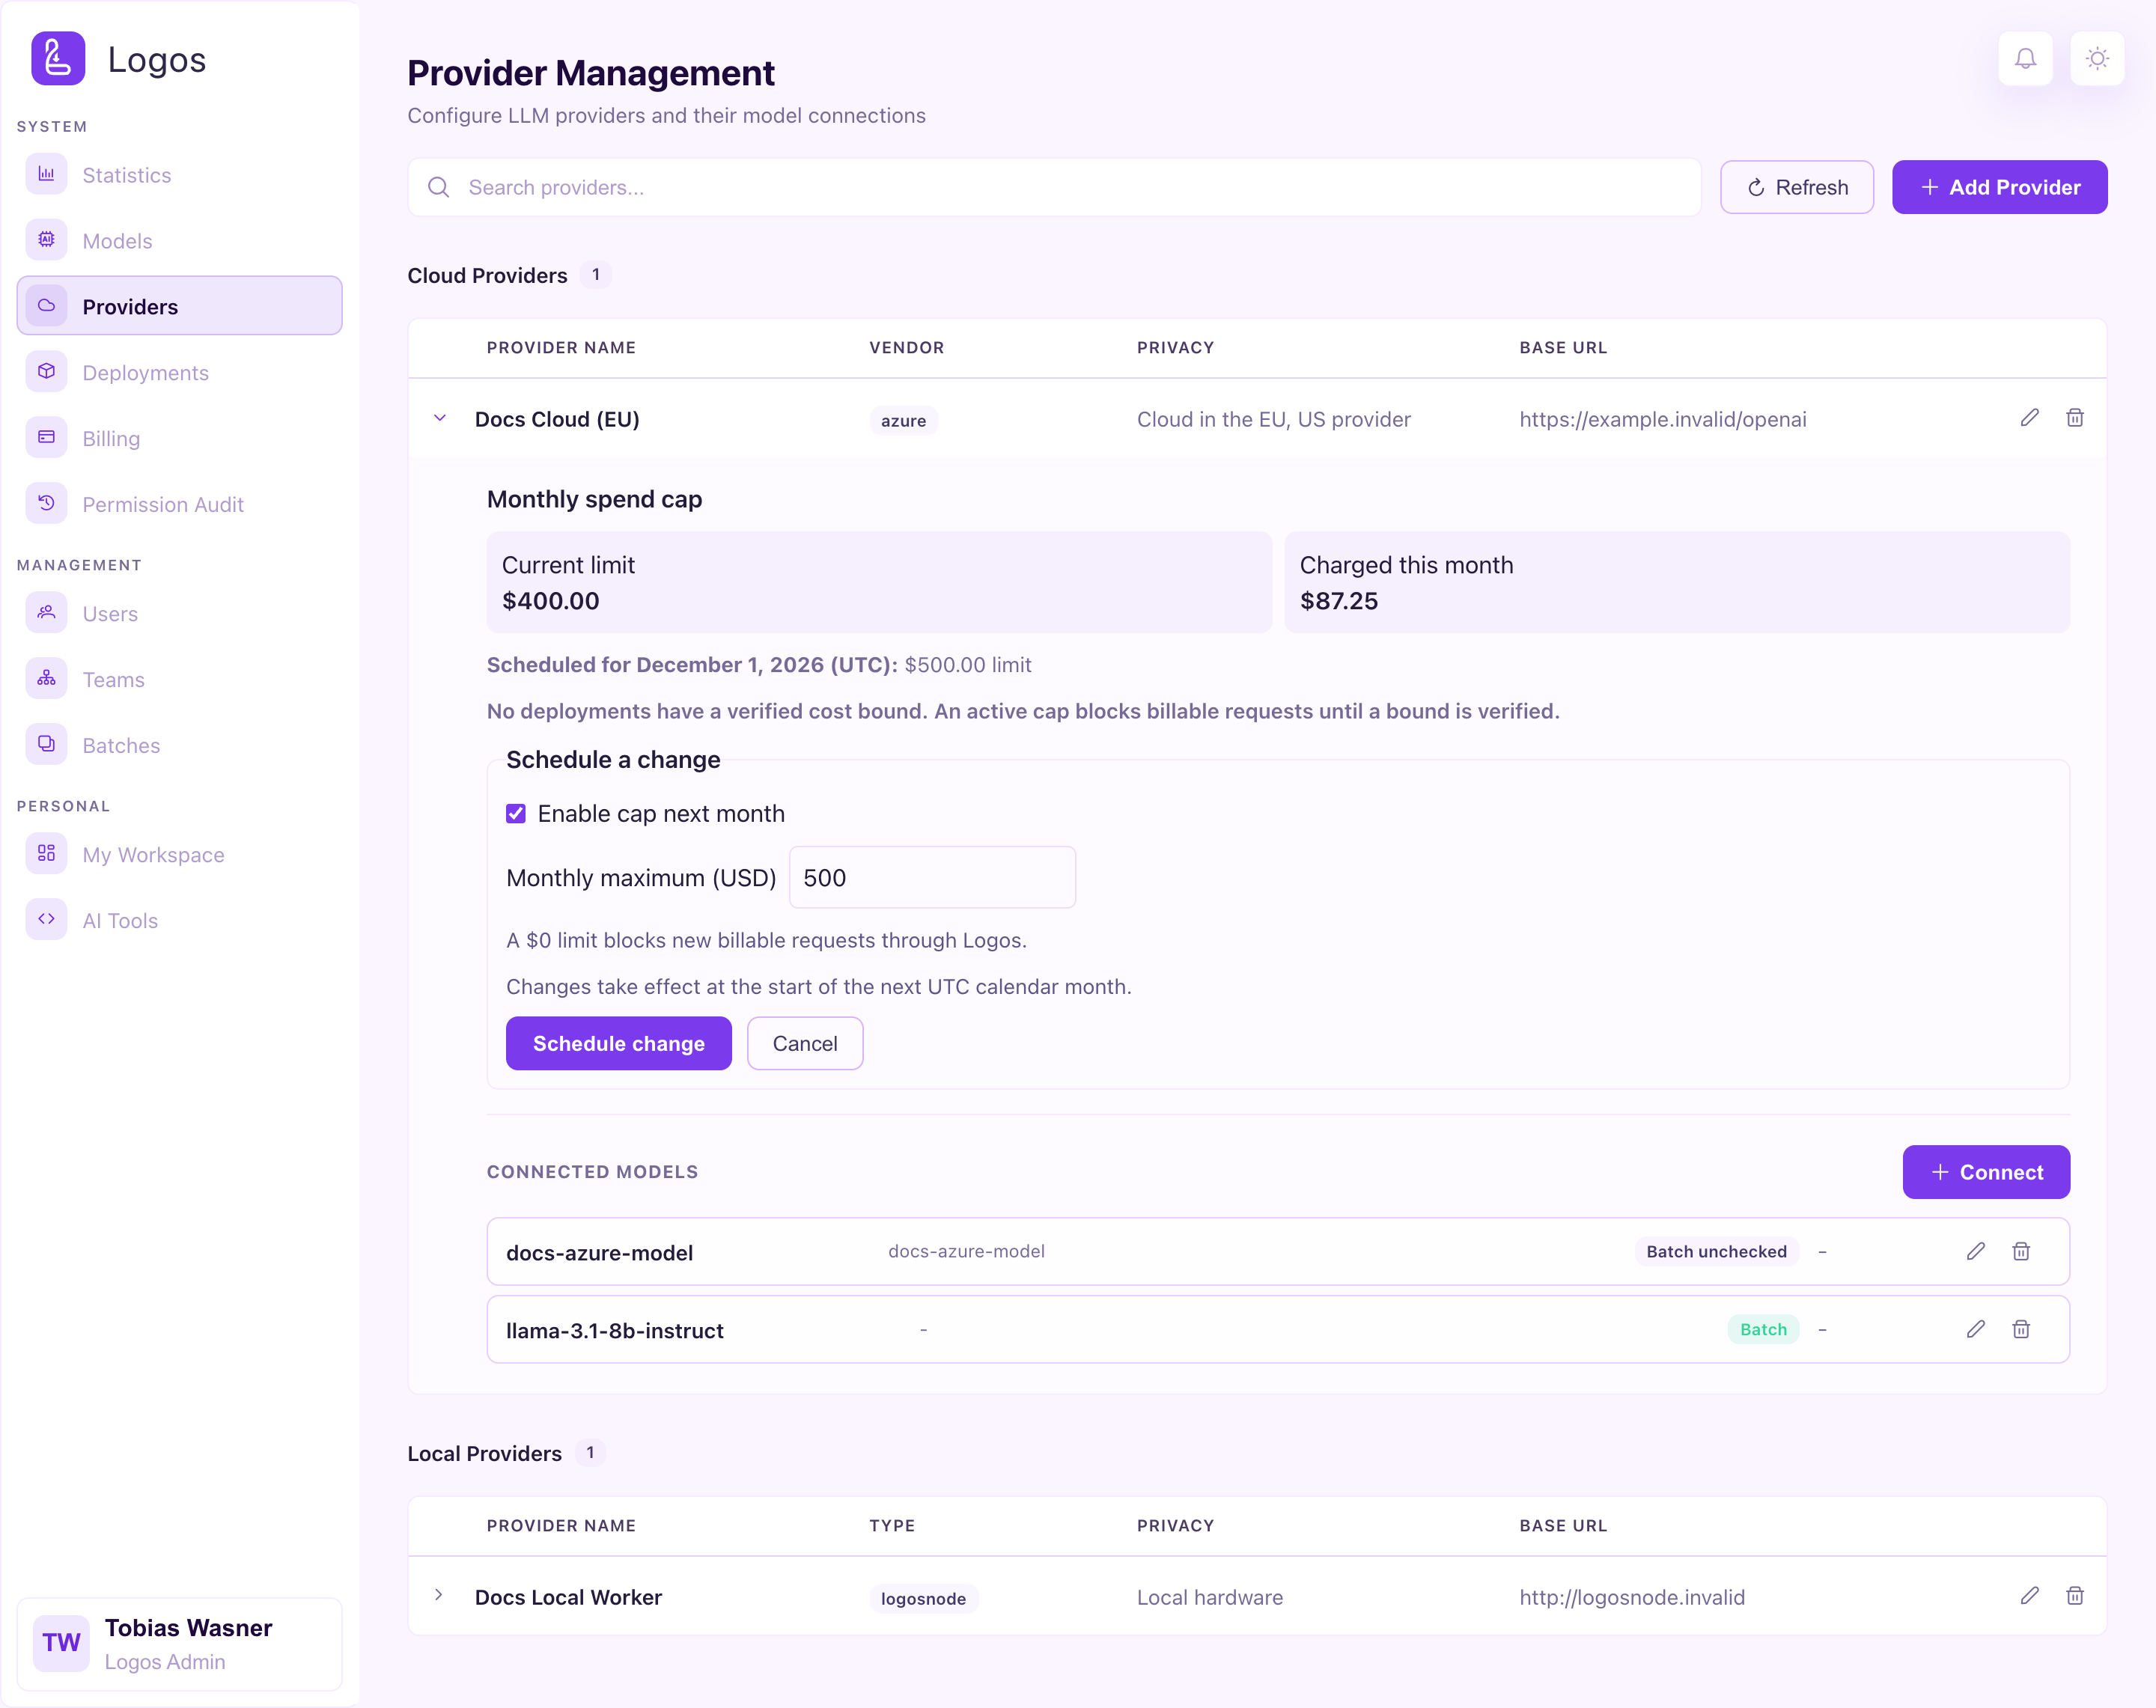 Logos
SYSTEM
Statistics
Models
Providers
Deployments
Billing
Permission Audit
MANAGEMENT
Users
Teams
Batches
PERSONAL
My Workspace
AI Tools
TW
Tobias Wasner
Logos Admin
Provider Management
Configure LLM providers and their model connections
Search providers...
Refresh
+ Add Provider
Cloud Providers 1
PROVIDER NAME VENDOR PRIVACY BASE URL
Docs Cloud (EU) azure Cloud in the EU, US provider https://example.invalid/openai
Monthly spend cap
Current limit
$400.00
Charged this month
$87.25
Scheduled for December 1, 2026 (UTC): $500.00 limit
No deployments have a verified cost bound. An active cap blocks billable requests until a bound is verified.
Schedule a change
Enable cap next month
Monthly maximum (USD) 500
A $0 limit blocks new billable requests through Logos.
Changes take effect at the start of the next UTC calendar month.
Schedule change Cancel
CONNECTED MODELS + Connect
docs-azure-model docs-azure-model Batch unchecked –
llama-3.1-8b-instruct - Batch –
Local Providers 1
PROVIDER NAME TYPE PRIVACY BASE URL
Docs Local Worker logosnode Local hardware http://logosnode.invalid